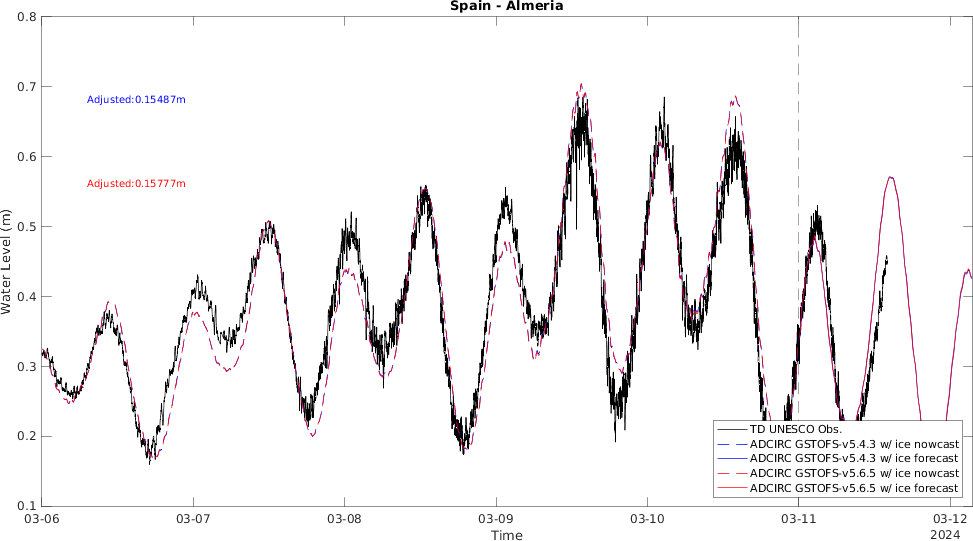 Spain - Almeria
0.8
0.7
0.6
0.5
0.4
0.3
0.2
0.1
Water Level (m)
Adjusted:0.15487m
Adjusted:0.15777m
TD UNESCO Obs.
ADCIRC GSTOFS-v5.4.3 w/ ice nowcast
ADCIRC GSTOFS-v5.4.3 w/ ice forecast
ADCIRC GSTOFS-v5.6.5 w/ ice nowcast
ADCIRC GSTOFS-v5.6.5 w/ ice forecast
03-06 03-07 03-08 03-09 03-10 03-11 03-12
Time
2024